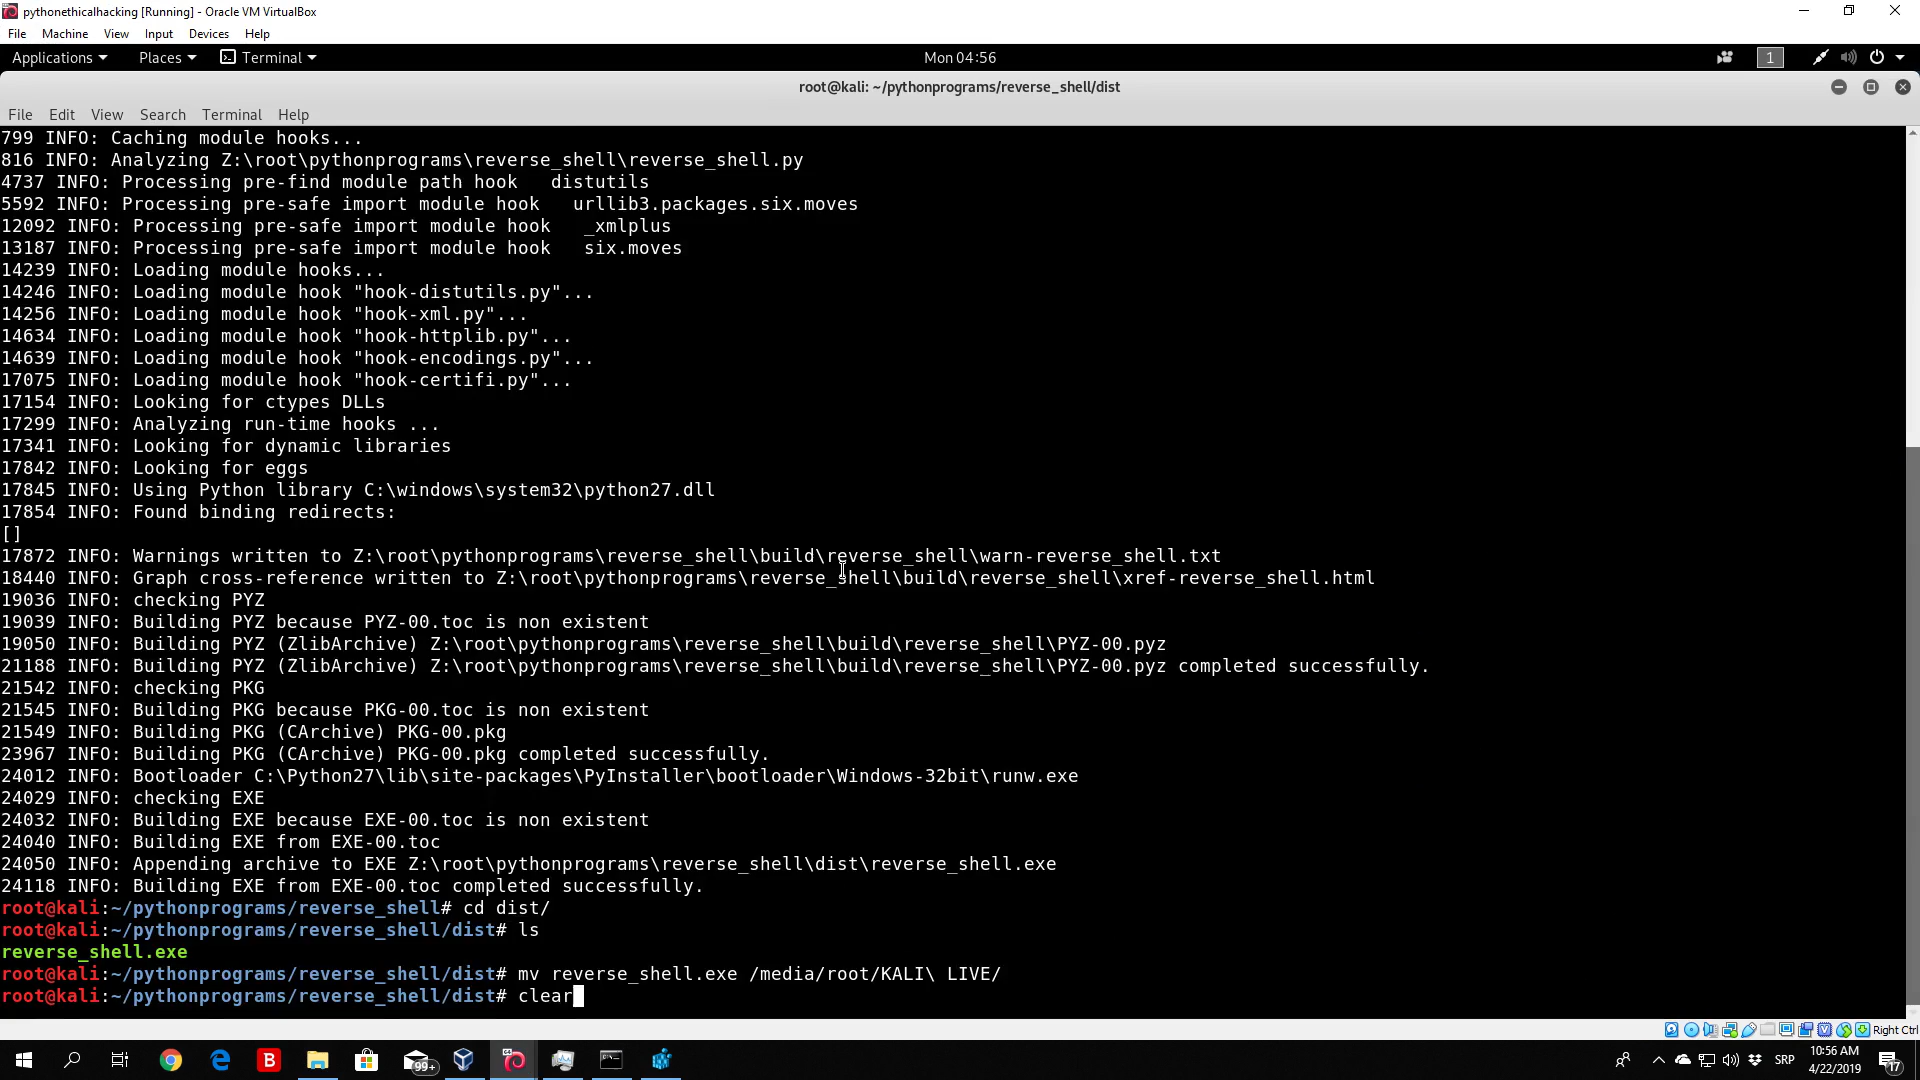 pythonethicalhacking [Running] - Oracle VM VirtualBox
File Machine View Input Devices Help
Applications Places Terminal Mon 04:56 1
root@kali: ~/pythonprograms/reverse_shell/dist
File Edit View Search Terminal Help
799 INFO: Caching module hooks...
816 INFO: Analyzing Z:\root\pythonprograms\reverse_shell\reverse_shell.py
4737 INFO: Processing pre-find module path hook   distutils
5592 INFO: Processing pre-safe import module hook   urllib3.packages.six.moves
12092 INFO: Processing pre-safe import module hook   _xmlplus
13187 INFO: Processing pre-safe import module hook   six.moves
14239 INFO: Loading module hooks...
14246 INFO: Loading module hook "hook-distutils.py"...
14256 INFO: Loading module hook "hook-xml.py"...
14634 INFO: Loading module hook "hook-httplib.py"...
14639 INFO: Loading module hook "hook-encodings.py"...
17075 INFO: Loading module hook "hook-certifi.py"...
17154 INFO: Looking for ctypes DLLs
17299 INFO: Analyzing run-time hooks ...
17341 INFO: Looking for dynamic libraries
17842 INFO: Looking for eggs
17845 INFO: Using Python library C:\windows\system32\python27.dll
17854 INFO: Found binding redirects:
[]
17872 INFO: Warnings written to Z:\root\pythonprograms\reverse_shell\build\reverse_shell\warn-reverse_shell.txt
18440 INFO: Graph cross-reference written to Z:\root\pythonprograms\reverse_shell\build\reverse_shell\xref-reverse_shell.html
19036 INFO: checking PYZ
19039 INFO: Building PYZ because PYZ-00.toc is non existent
19050 INFO: Building PYZ (ZlibArchive) Z:\root\pythonprograms\reverse_shell\build\reverse_shell\PYZ-00.pyz
21188 INFO: Building PYZ (ZlibArchive) Z:\root\pythonprograms\reverse_shell\build\reverse_shell\PYZ-00.pyz completed successfully.
21542 INFO: checking PKG
21545 INFO: Building PKG because PKG-00.toc is non existent
21549 INFO: Building PKG (CArchive) PKG-00.pkg
23967 INFO: Building PKG (CArchive) PKG-00.pkg completed successfully.
24012 INFO: Bootloader C:\Python27\lib\site-packages\PyInstaller\bootloader\Windows-32bit\runw.exe
24029 INFO: checking EXE
24032 INFO: Building EXE because EXE-00.toc is non existent
24040 INFO: Building EXE from EXE-00.toc
24050 INFO: Appending archive to EXE Z:\root\pythonprograms\reverse_shell\dist\reverse_shell.exe
24118 INFO: Building EXE from EXE-00.toc completed successfully.
root@kali:~/pythonprograms/reverse_shell# cd dist/
root@kali:~/pythonprograms/reverse_shell/dist# ls
reverse_shell.exe
root@kali:~/pythonprograms/reverse_shell/dist# mv reverse_shell.exe /media/root/KALI\ LIVE/
root@kali:~/pythonprograms/reverse_shell/dist# clear
Right Ctrl
B 99+ SRP 10:56 AM
4/22/2019 17